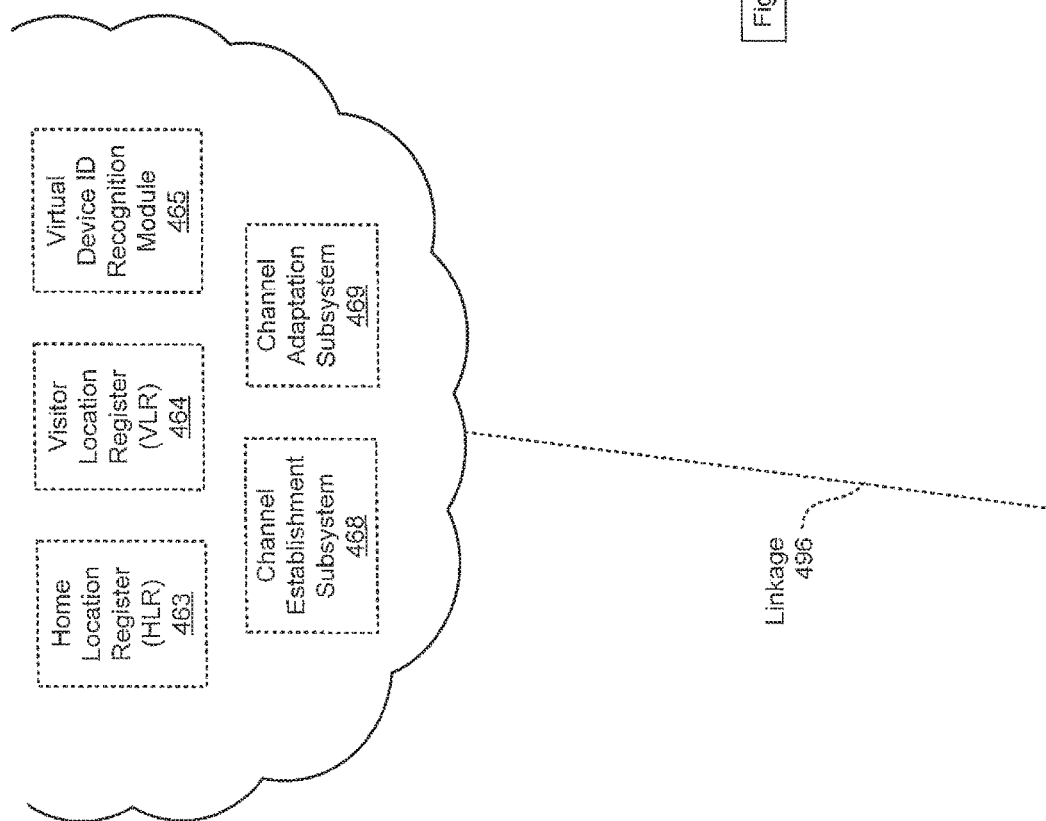 Home
Location
Register
(HLR)
463
Visitor
Location
Register
(VLR)
464
Virtual
Device ID
Recognition
Module
465
Channel
Establishment
Subsystem
468
Channel
Adaptation
Subsystem
469
Linkage
496
Fig